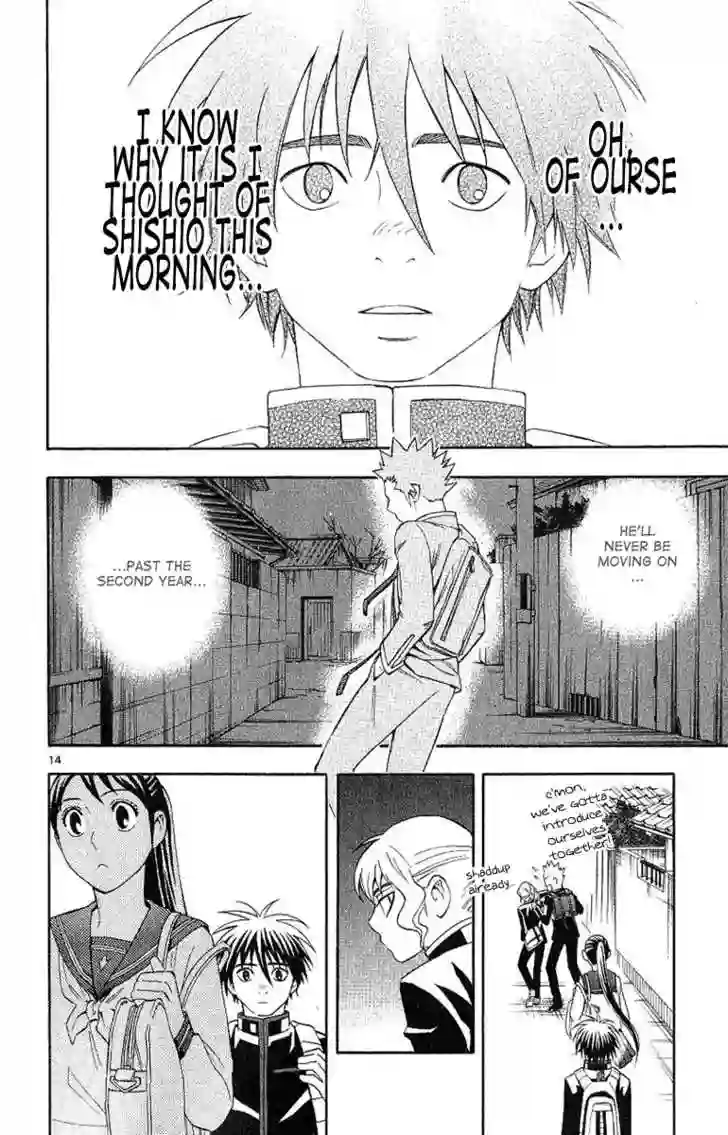 OH,
OF OURSE
...
I KNOW
WHY IT IS I
THOUGHT OF
SHISHIO THIS
MORNING...
HE'LL
NEVER BE
MOVING ON
...
...PAST THE
SECOND YEAR...
14
c'mon,
we've gotta
introduce
ourselves
together!
shaddup
already